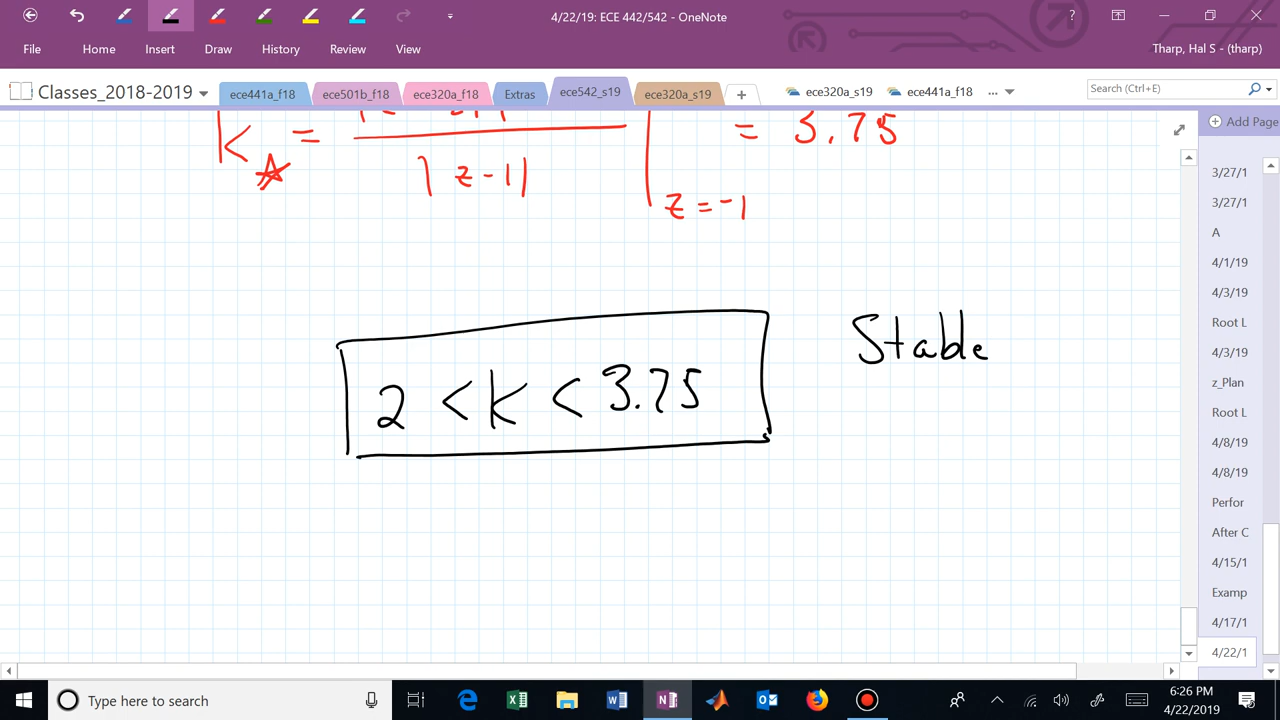 4/22/19: ECE 442/542 - OneNote
?
File Home Insert Draw History Review View
Tharp, Hal S - (tharp)
Classes_2018-2019
ece441a_f18 ece501b_f18 ece320a_f18 Extras ece542_s19 ece320a_s19 +
ece320a_s19 ece441a_f18 ...
Search (Ctrl+E)
Add Page
K☆ = | z-1 | | z=-1 = 3.75
2 < K < 3.75
Stable
3/27/1
3/27/1
A
4/1/19
4/3/19
Root L
4/3/19
z_Plan
Root L
4/8/19
4/8/19
Perfor
After C
4/15/1
Examp
4/17/1
4/22/1
Type here to search
6:26 PM
4/22/2019